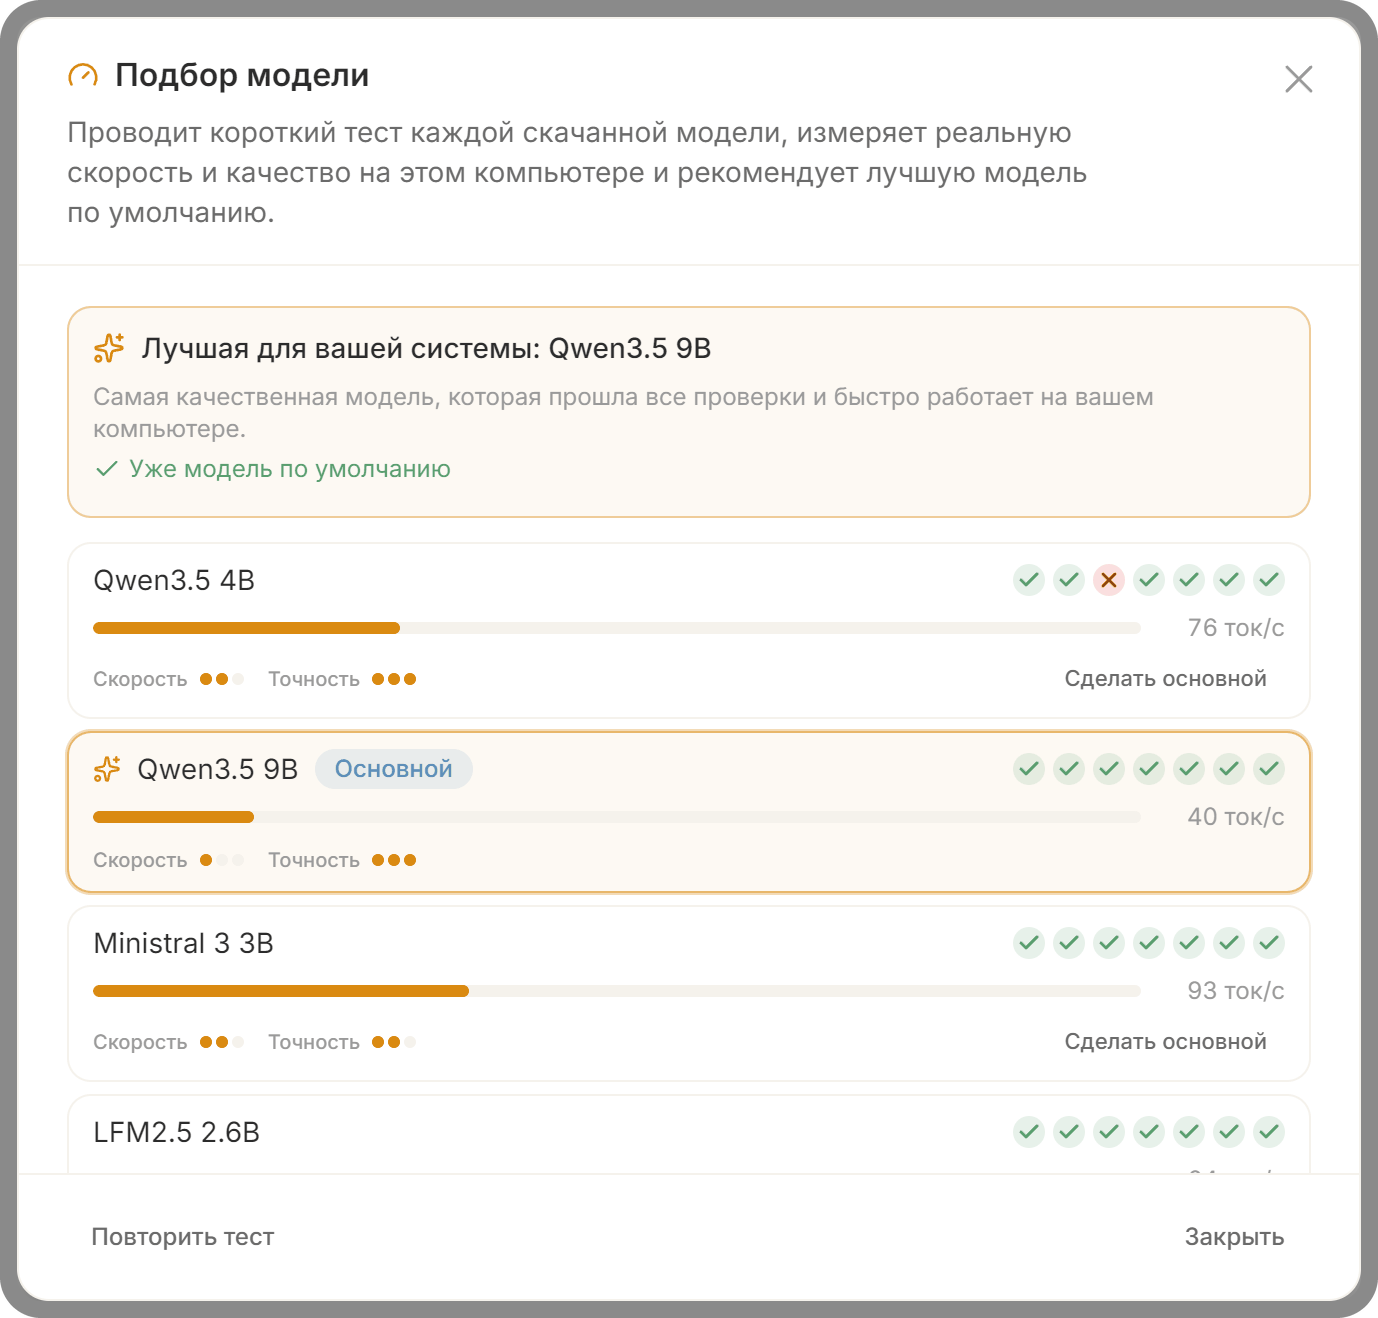 Подбор модели
Проводит короткий тест каждой скачанной модели, измеряет реальную
скорость и качество на этом компьютере и рекомендует лучшую модель
по умолчанию.
Лучшая для вашей системы: Qwen3.5 9B
Самая качественная модель, которая прошла все проверки и быстро работает на вашем
компьютере.
Уже модель по умолчанию
Qwen3.5 4B
76 ток/с
Скорость Точность Сделать основной
Qwen3.5 9B Основной
40 ток/с
Скорость Точность
Ministral 3 3B
93 ток/с
Скорость Точность Сделать основной
LFM2.5 2.6B
Повторить тест Закрыть